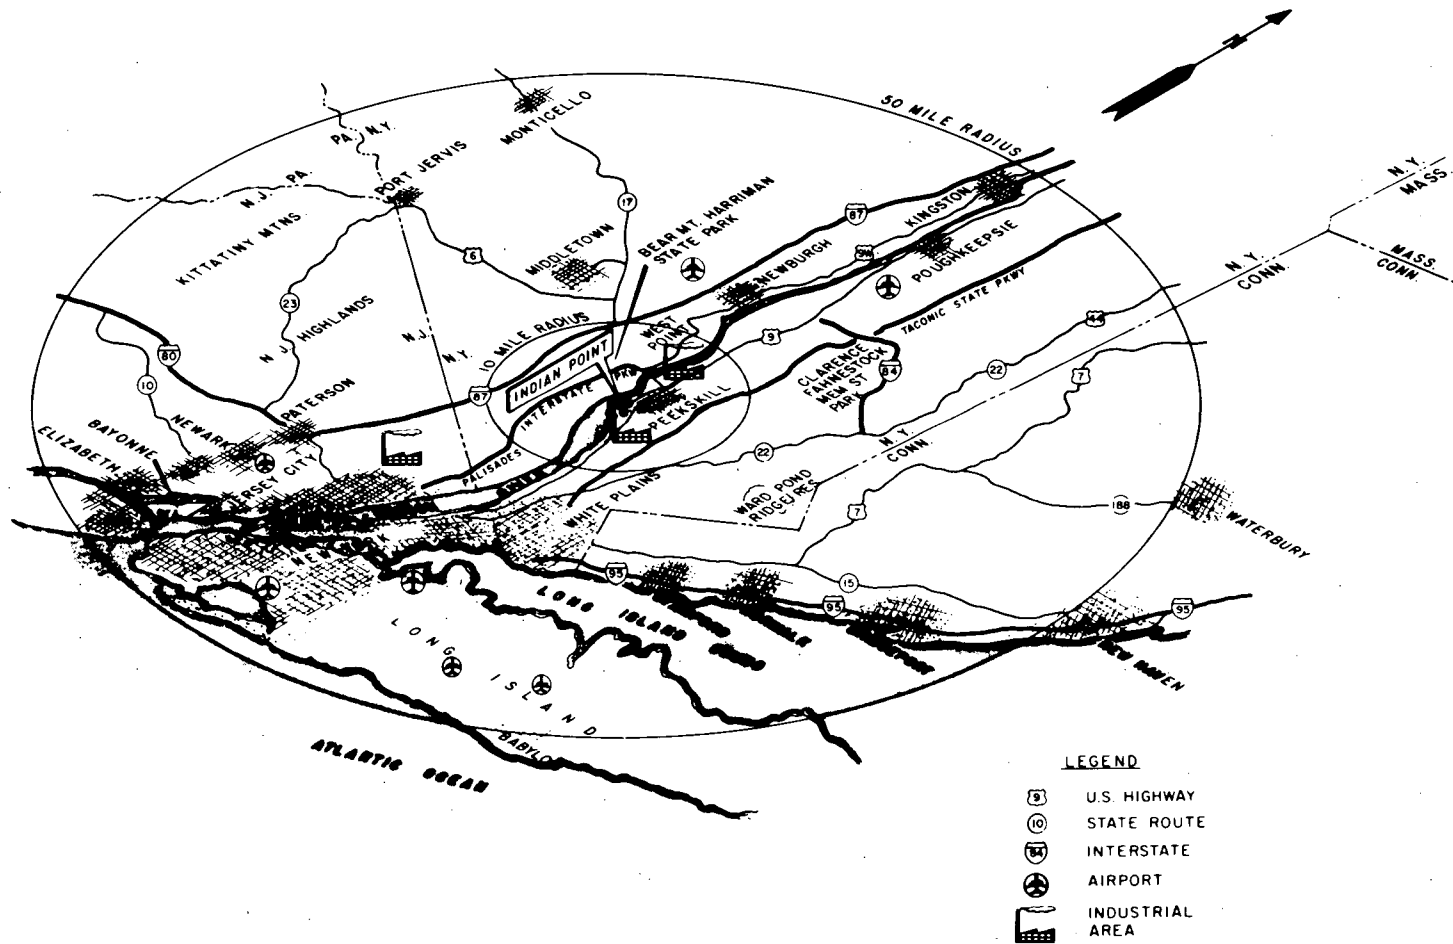 N
50 MILE RADIUS
MONTICELLO
PA. N.Y.
PORT JERVIS
N.J. PA.
N.Y.
MASS.
MASS.
CONN.
N.Y.
CONN.
KITTATINY MTNS
17
BEAR MT. HARRIMAN
STATE PARK
87
KINGSTON
9W
POUGHKEEPSIE
MIDDLETOWN
NEWBURGH
6
23
N.J. HIGHLANDS
N.J.
N.Y.
10 MILE RADIUS
WEST
POINT
9
TACONIC STATE PKWY
44
80
10
INDIAN POINT
87
INTERSTATE
PKW
CLARENCE
FAHNESTOCK
MEM. ST.
PARK
84
22
7
PATERSON
NEWARK
BAYONNE
ELIZABETH
JERSEY CITY
PEEKSKILL
PALISADES
N.Y.
CONN
22
WHITE PLAINS
WARD POND
RIDGE/RES
7
188
WATERBURY
NEW YORK
95
15
95
95
LONG ISLAND SOUND
NORWALK
NEW HAVEN
LONG ISLAND
BABYLON
ATLANTIC OCEAN
LEGEND
9 U.S. HIGHWAY
10 STATE ROUTE
84 INTERSTATE
AIRPORT
INDUSTRIAL
AREA